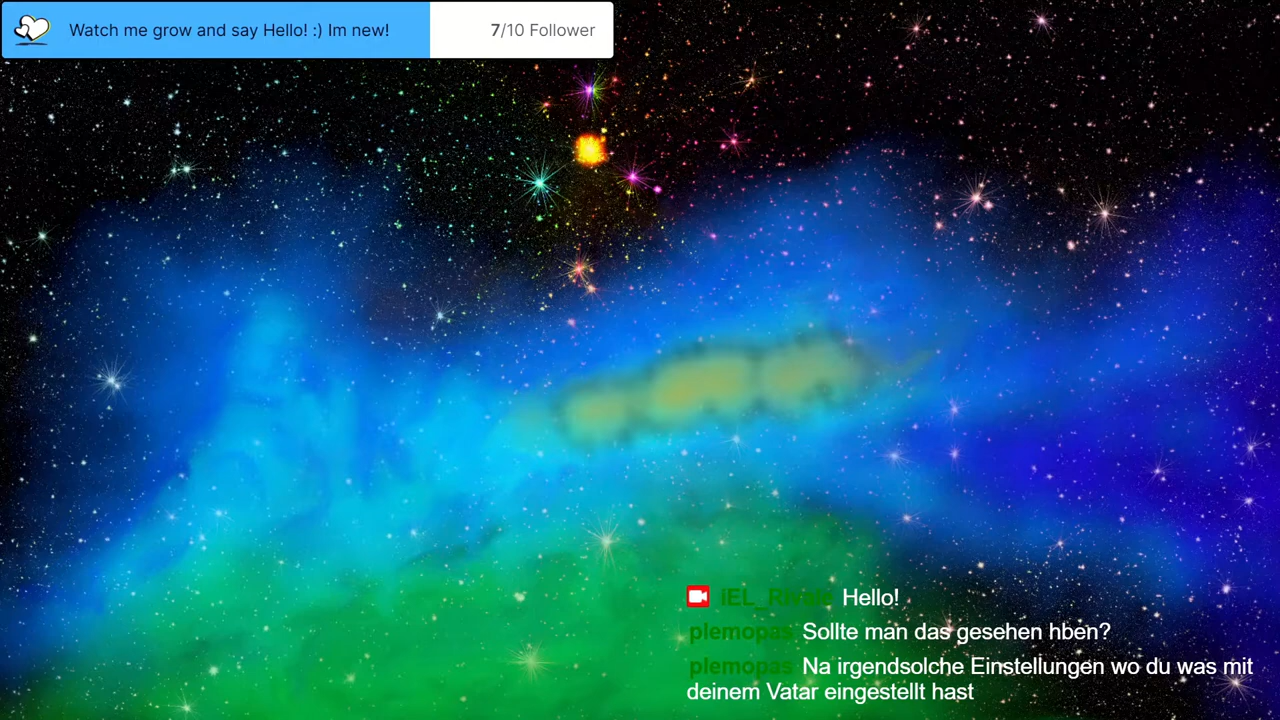 Watch me grow and say Hello! :) Im new! 7/10 Follower
IEL_Rivale Hello!
plemopas Sollte man das gesehen hben?
plemopas Na irgendsolche Einstellungen wo du was mit
deinem Vatar eingestellt hast